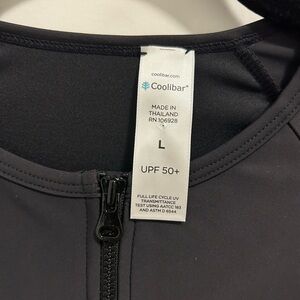 coolibar.com
Coolibar®
MADE IN
THAILAND
RN 106928
L
UPF 50+
FULL LIFE CYCLE UV
TRANSMITTANCE
TEST USING AATCC 183
AND ASTM D 6544